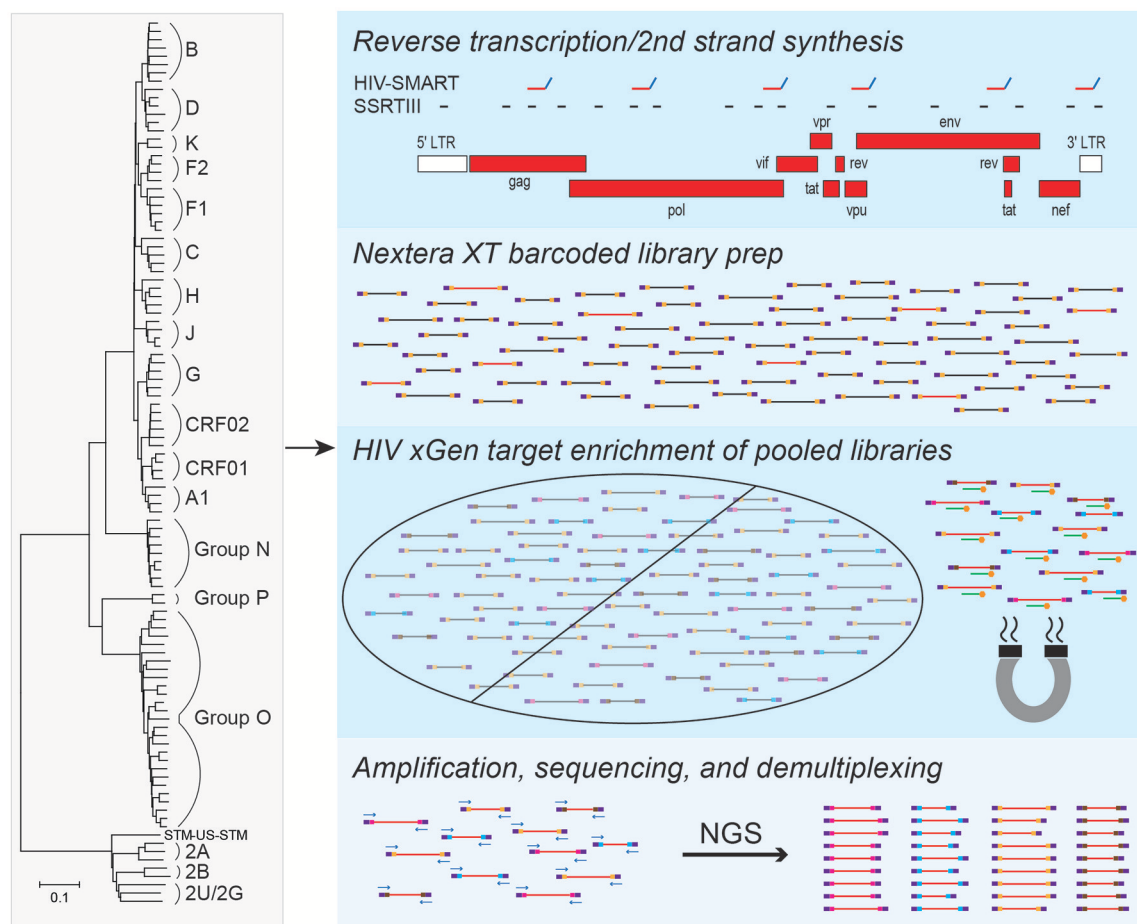 B
D
K
F2
F1
C
H
J
G
CRF02
CRF01
A1
Group N
Group P
Group O
STM-US-STM
2A
2B
2U/2G
0.1
Reverse transcription/2nd strand synthesis
HIV-SMART
SSRTIII
vpr
env
5' LTR
3' LTR
vif
rev
rev
gag
tat
pol
vpu
tat
nef
Nextera XT barcoded library prep
HIV xGen target enrichment of pooled libraries
Amplification, sequencing, and demultiplexing
NGS